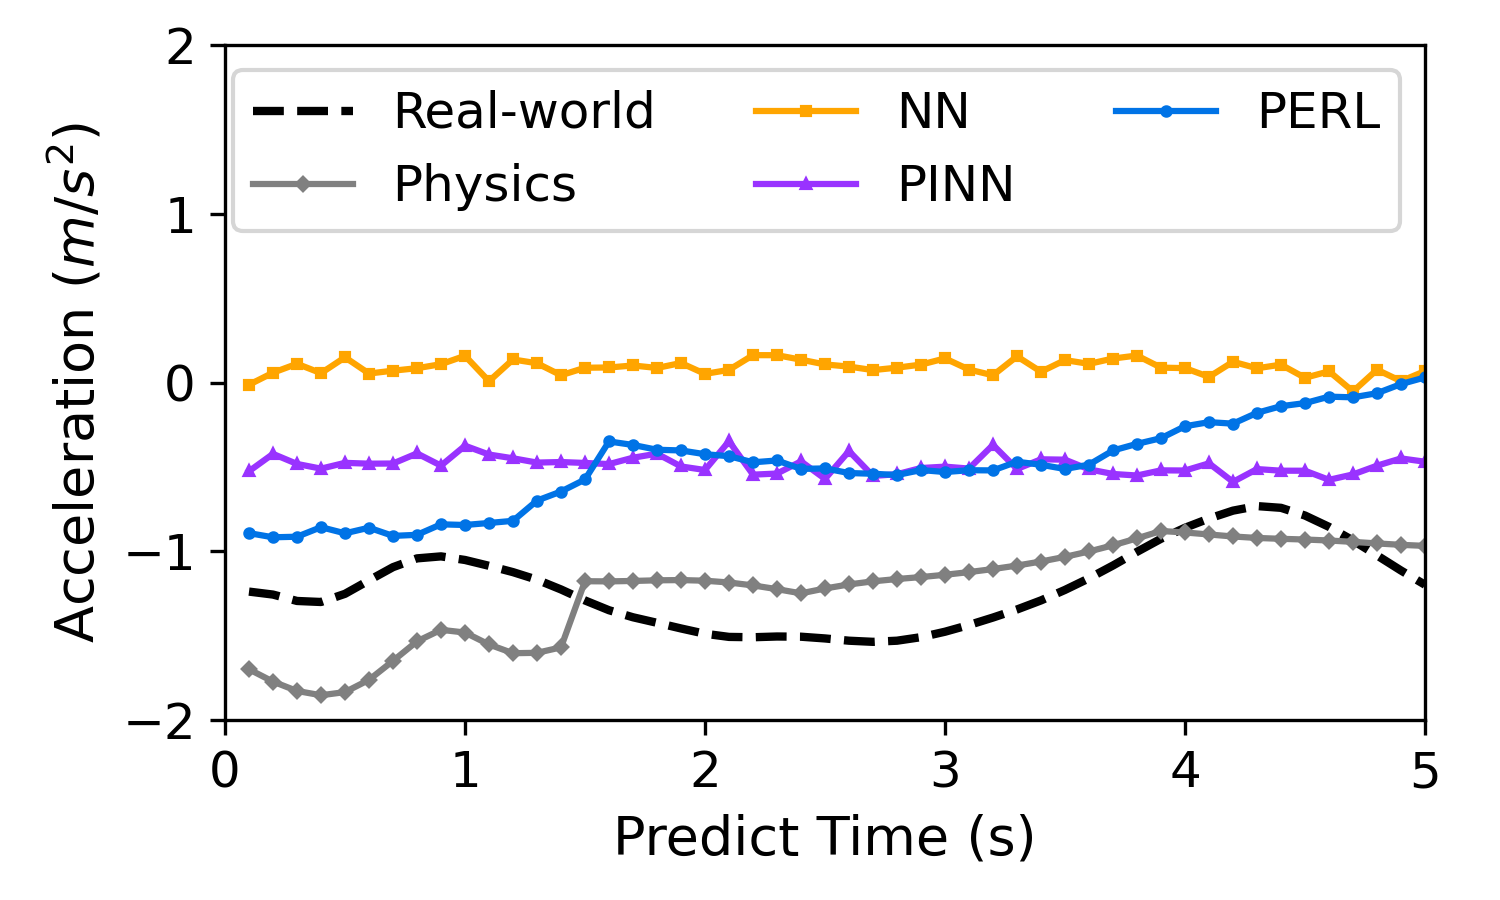 2
Real-world
NN
PERL
Physics
PINN
1
0
−1
−2
0 1 2 3 4 5
Acceleration (m/s²)
Predict Time (s)